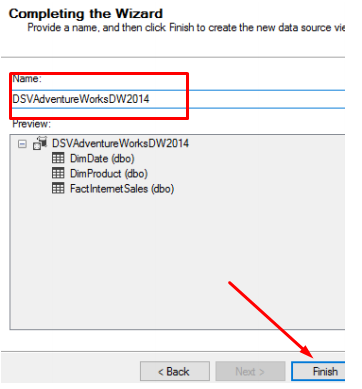 Completing the Wizard
Provide a name, and then click Finish to create the new data source vie
Name:
DSVAdventureWorksDW2014
Preview:
DSVAdventureWorksDW2014
DimDate (dbo)
DimProduct (dbo)
FactInternetSales (dbo)
< Back
Next >
Finish